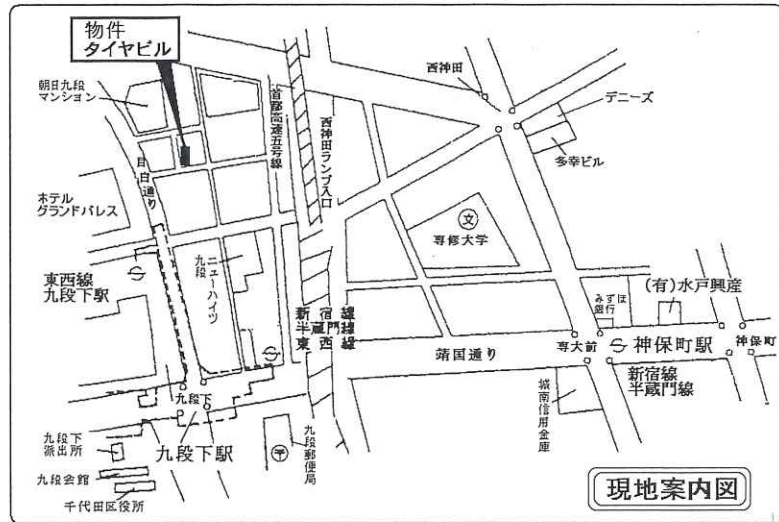 物件
タイヤビル
朝日九段
マンション
首都高速五号線
西神田ランプ入口
西神田
デニーズ
多幸ビル
目白通り
ホテル
グランドパレス
文
専修大学
東西線
九段下駅
九段
ニューハイツ
新宿線
半蔵門線
東西線
みずほ
銀行
(有)水戸興産
靖国通り
専大前
神保町駅
神保町
新宿線
半蔵門線
城南信用金庫
九段下
九段下
派出所
九段下駅
九段郵便局
〒
九段会館
千代田区役所
現地案内図